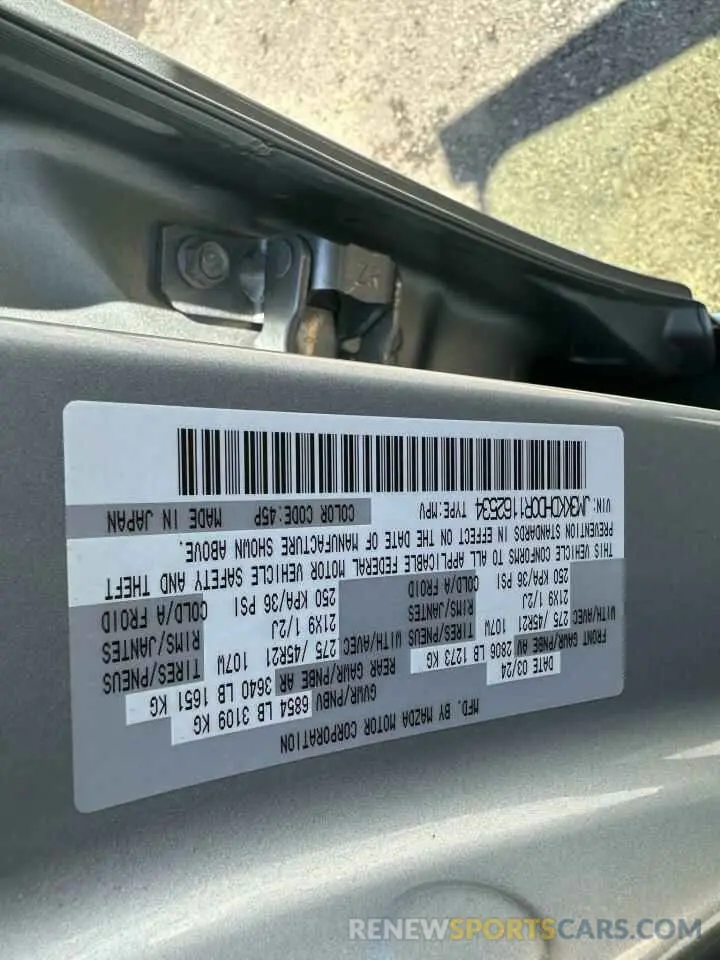 MFD. BY MAZDA MOTOR CORPORATION
DATE 03/24 GVWR/PNBV 6854 LB 3109 KG
FRONT GAWR/PNBE AV 2806 LB 1273 KG REAR GAWR/PNBE AR 3640 LB 1651 KG
WITH/AVEC 275 /45R21 107W TIRES/PNEUS WITH/AVEC 275 /45R21 107W TIRES/PNEUS
21X9 1/2J RIMS/JANTES 21X9 1/2J RIMS/JANTES
250 KPA/36 PSI COLD/A FROID 250 KPA/36 PSI COLD/A FROID
THIS VEHICLE CONFORMS TO ALL APPLICABLE FEDERAL MOTOR VEHICLE SAFETY AND THEFT
PREVENTION STANDARDS IN EFFECT ON THE DATE OF MANUFACTURE SHOWN ABOVE.
VIN: JM3KKDHD0R1162534 TYPE:MPV COLOR CODE:45P MADE IN JAPAN
RENEWSPORTSCARS.COM